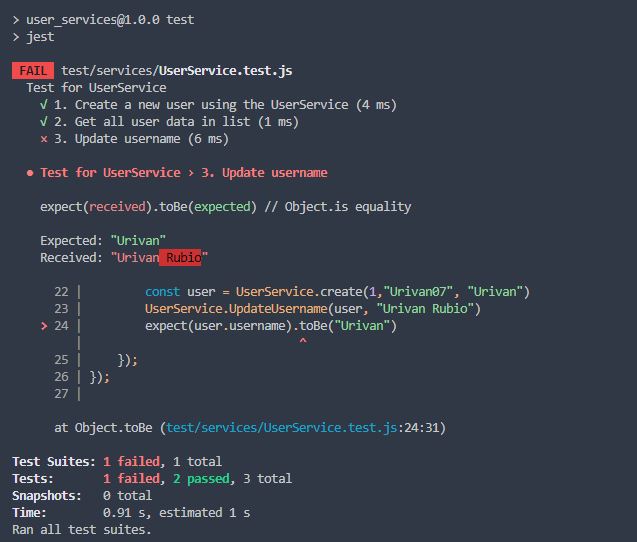 > user_services@1.0.0 test
> jest
FAIL test/services/UserService.test.js
Test for UserService
√ 1. Create a new user using the UserService (4 ms)
√ 2. Get all user data in list (1 ms)
× 3. Update username (6 ms)
● Test for UserService › 3. Update username
expect(received).toBe(expected) // Object.is equality
Expected: "Urivan"
Received: "Urivan Rubio"
22 | const user = UserService.create(1,"Urivan07", "Urivan")
23 | UserService.UpdateUsername(user, "Urivan Rubio")
> 24 | expect(user.username).toBe("Urivan")
| ^
25 | });
26 | });
27 |
at Object.toBe (test/services/UserService.test.js:24:31)
Test Suites: 1 failed, 1 total
Tests: 1 failed, 2 passed, 3 total
Snapshots: 0 total
Time: 0.91 s, estimated 1 s
Ran all test suites.